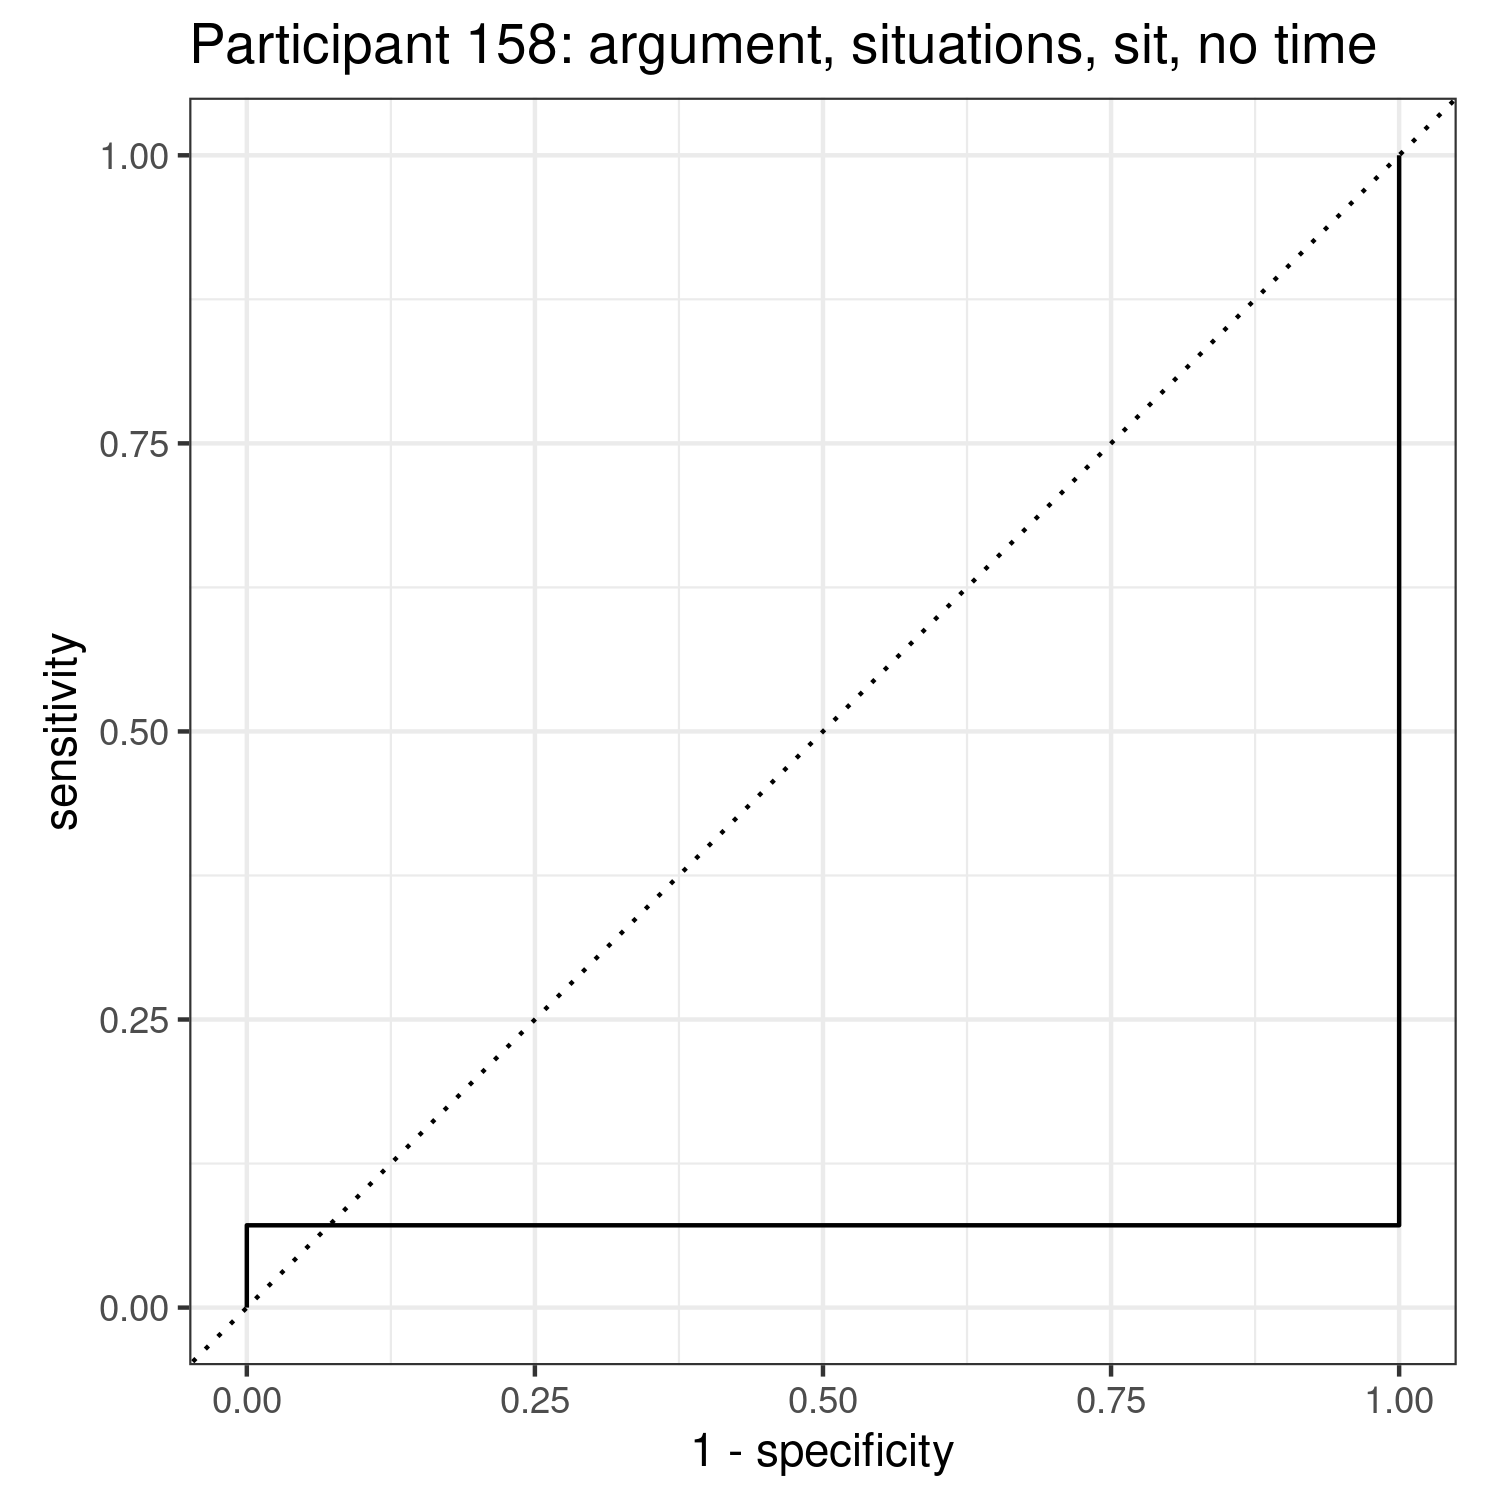 Participant 158: argument, situations, sit, no time
1.00
0.75
0.50
0.25
0.00
sensitivity
0.00 0.25 0.50 0.75 1.00
1 - specificity